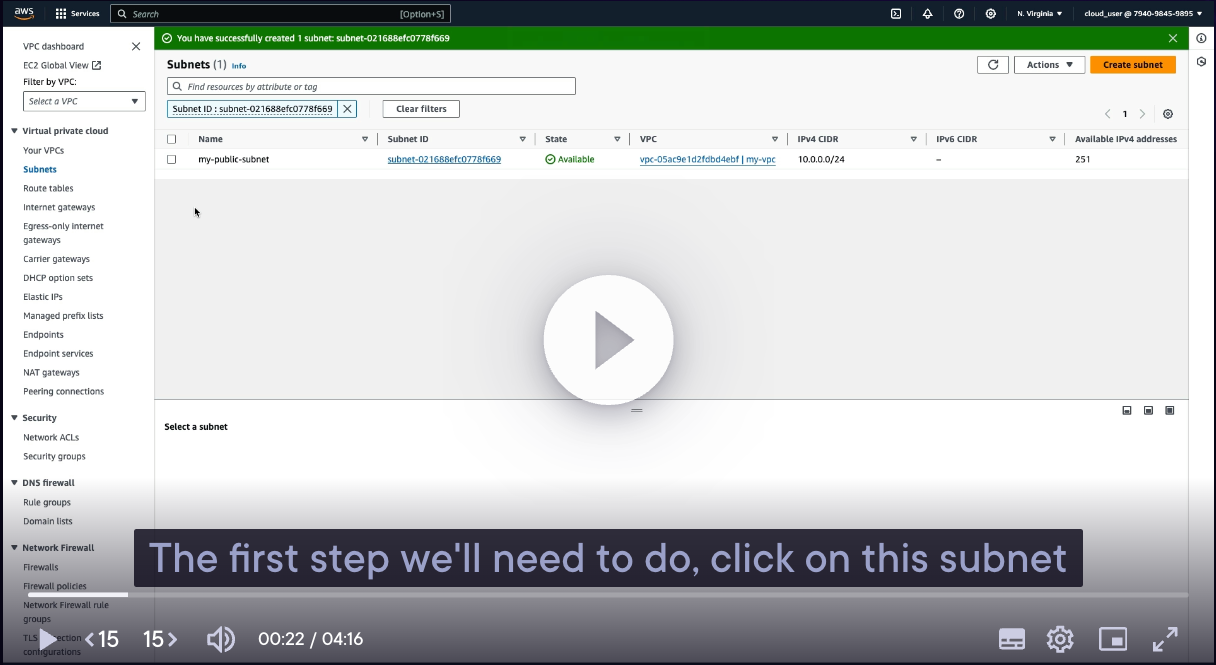 aws
Services
Search
[Option+S]
N. Virginia
cloud_user @ 7940-9845-9895
VPC dashboard
EC2 Global View
Filter by VPC:
Select a VPC
Virtual private cloud
Your VPCs
Subnets
Route tables
Internet gateways
Egress-only internet
gateways
Carrier gateways
DHCP option sets
Elastic IPs
Managed prefix lists
Endpoints
Endpoint services
NAT gateways
Peering connections
Security
Network ACLs
Security groups
DNS firewall
Rule groups
Domain lists
Network Firewall
Firewalls
Firewall policies
Network Firewall rule
groups
configurations
You have successfully created 1 subnet: subnet-021688efc0778f669
Subnets (1) Info
Actions
Create subnet
Find resources by attribute or tag
Subnet ID : subnet-021688efc0778f669
Clear filters
1
Name Subnet ID State VPC IPv4 CIDR IPv6 CIDR Available IPv4 addresses
my-public-subnet subnet-021688efc0778f669 Available vpc-05ac9e1d2fdbd4ebf | my-vpc 10.0.0.0/24 – 251
Select a subnet
The first step we'll need to do, click on this subnet
15 15 00:22 / 04:16